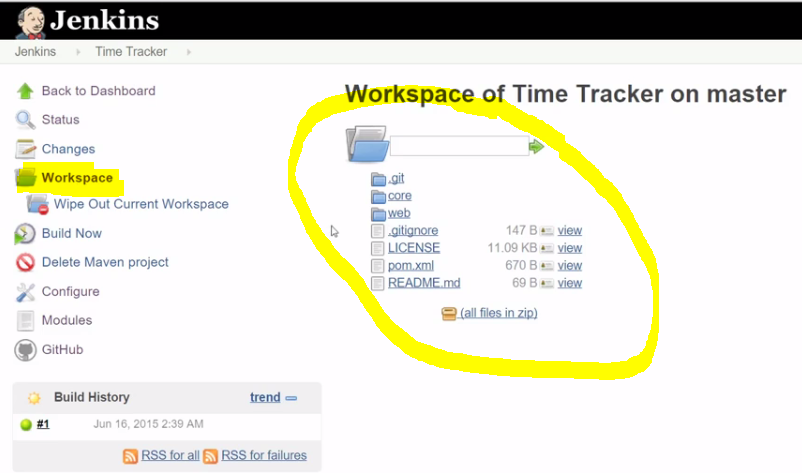 Jenkins
Jenkins Time Tracker
Back to Dashboard
Status
Changes
Workspace
Wipe Out Current Workspace
Build Now
Delete Maven project
Configure
Modules
GitHub
Build History trend
#1 Jun 16, 2015 2:39 AM
RSS for all RSS for failures
Workspace of Time Tracker on master
.git
core
web
.gitignore 147 B view
LICENSE 11.09 KB view
pom.xml 670 B view
README.md 69 B view
(all files in zip)